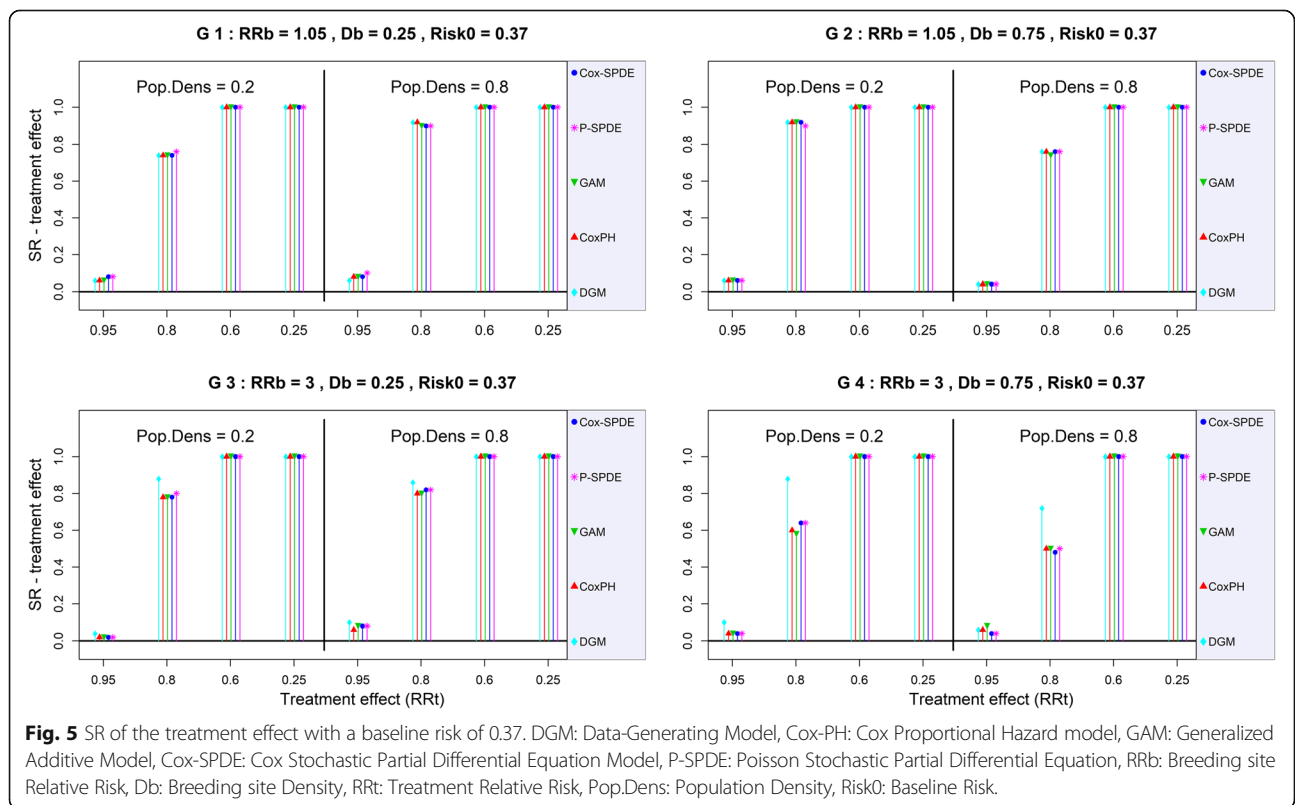 G 1 : RRb = 1.05 , Db = 0.25 , Risk0 = 0.37
Pop.Dens = 0.2
Pop.Dens = 0.8
SR - treatment effect
1.0
0.8
0.6
0.4
0.2
0.0
0.95 0.8 0.6 0.25 0.95 0.8 0.6 0.25
Cox-SPDE
P-SPDE
GAM
CoxPH
DGM
G 2 : RRb = 1.05 , Db = 0.75 , Risk0 = 0.37
Pop.Dens = 0.2
Pop.Dens = 0.8
1.0
0.8
0.6
0.4
0.2
0.0
0.95 0.8 0.6 0.25 0.95 0.8 0.6 0.25
Cox-SPDE
P-SPDE
GAM
CoxPH
DGM
G 3 : RRb = 3 , Db = 0.25 , Risk0 = 0.37
Pop.Dens = 0.2
Pop.Dens = 0.8
SR - treatment effect
1.0
0.8
0.6
0.4
0.2
0.0
0.95 0.8 0.6 0.25 0.95 0.8 0.6 0.25
Treatment effect (RRt)
Cox-SPDE
P-SPDE
GAM
CoxPH
DGM
G 4 : RRb = 3 , Db = 0.75 , Risk0 = 0.37
Pop.Dens = 0.2
Pop.Dens = 0.8
1.0
0.8
0.6
0.4
0.2
0.0
0.95 0.8 0.6 0.25 0.95 0.8 0.6 0.25
Treatment effect (RRt)
Cox-SPDE
P-SPDE
GAM
CoxPH
DGM
Fig. 5 SR of the treatment effect with a baseline risk of 0.37. DGM: Data-Generating Model, Cox-PH: Cox Proportional Hazard model, GAM: Generalized
Additive Model, Cox-SPDE: Cox Stochastic Partial Differential Equation Model, P-SPDE: Poisson Stochastic Partial Differential Equation, RRb: Breeding site
Relative Risk, Db: Breeding site Density, RRt: Treatment Relative Risk, Pop.Dens: Population Density, Risk0: Baseline Risk.